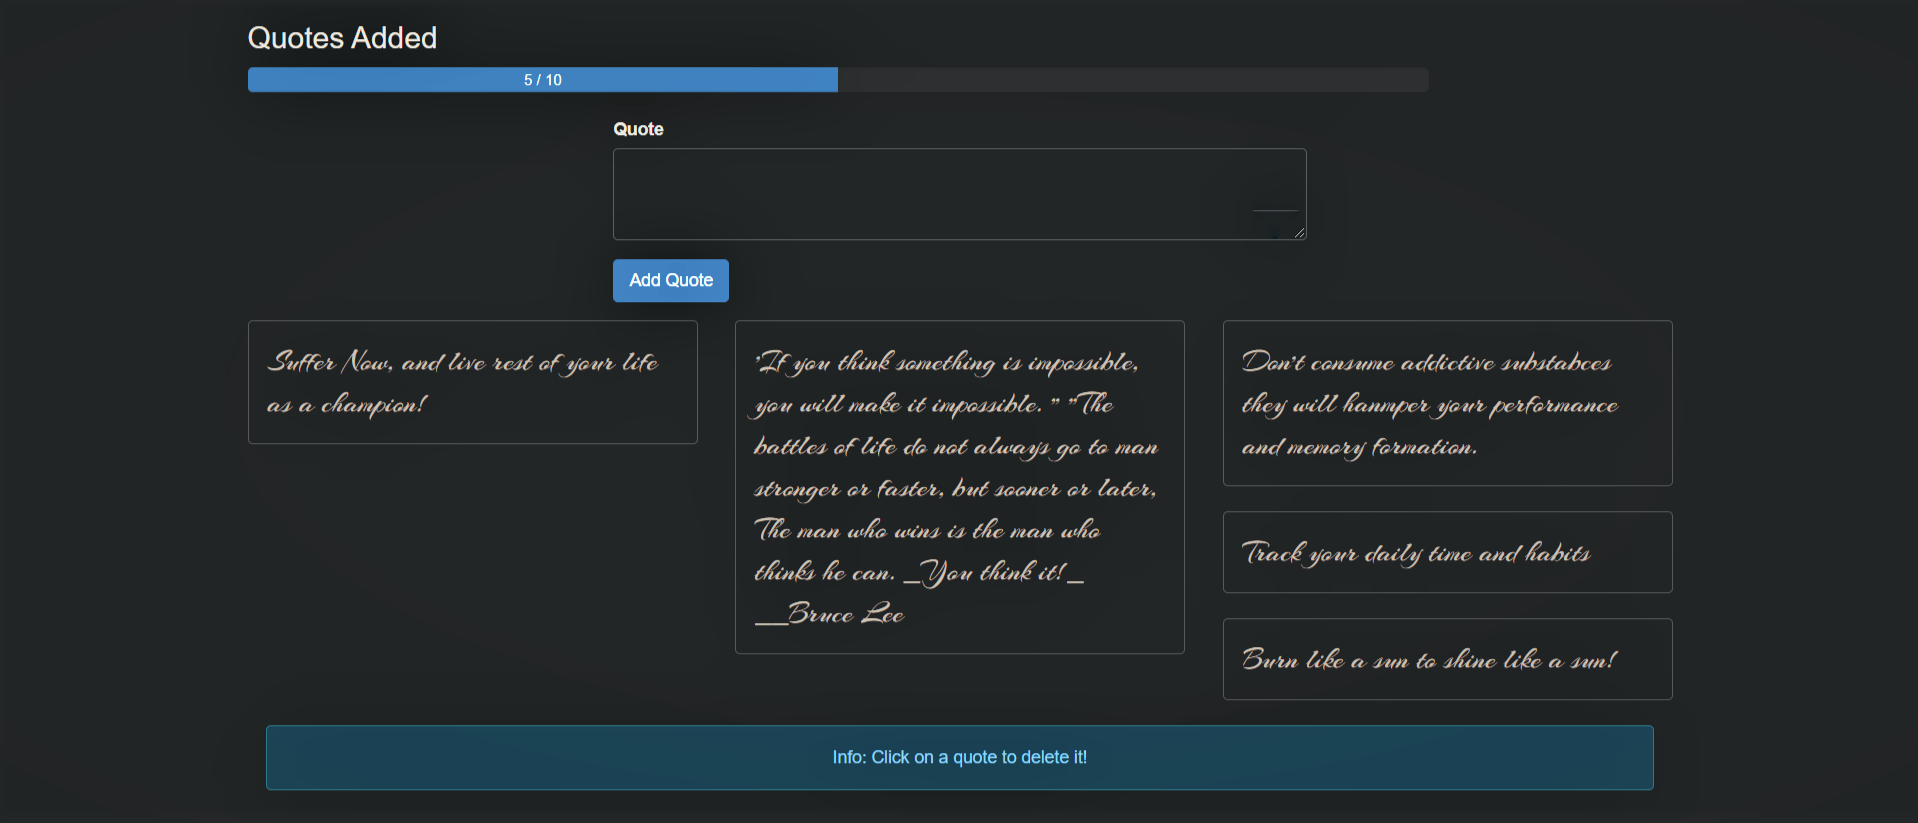 Quotes Added
5 / 10
Quote
Add Quote
Suffer Now, and live rest of your life
as a champion!
"If you think something is impossible,
you will make it impossible. " "The
battles of life do not always go to man
stronger or faster, but sooner or later,
The man who wins is the man who
thinks he can. _You think it!_
__Bruce Lee
Don't consume addictive substabces
they will hanmper your performance
and memory formation.
Track your daily time and habits
Burn like a sun to shine like a sun!
Info: Click on a quote to delete it!